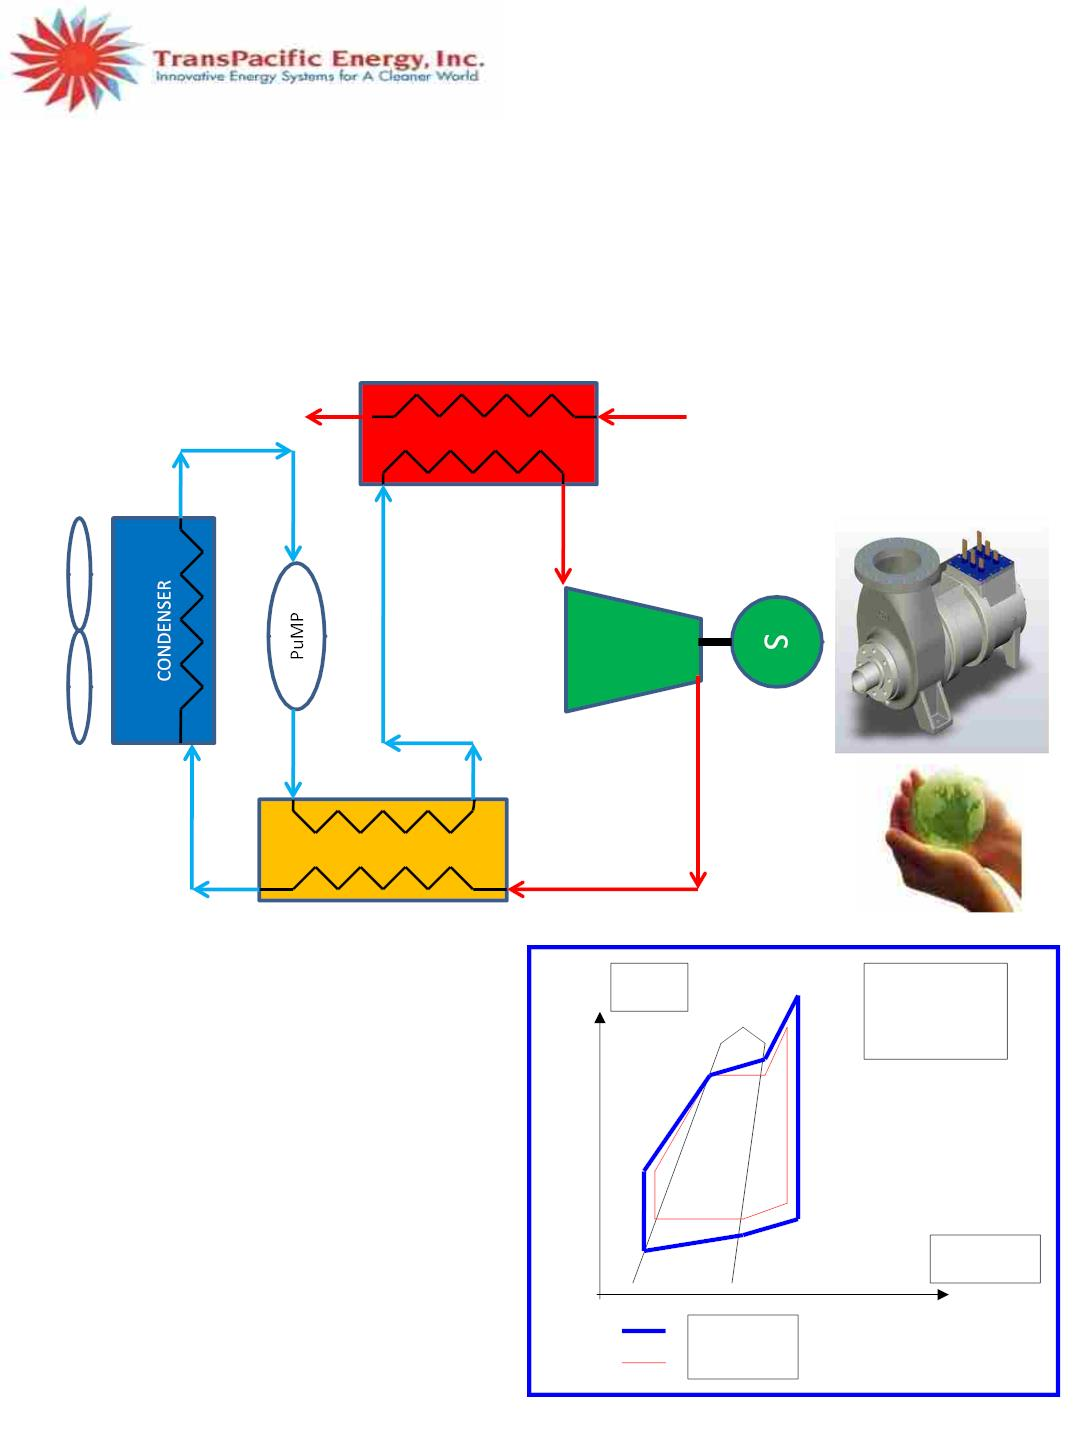 TransPacific Energy, Inc.
Innovative Energy Systems for A Cleaner World
CONDENSER
PuMP
S